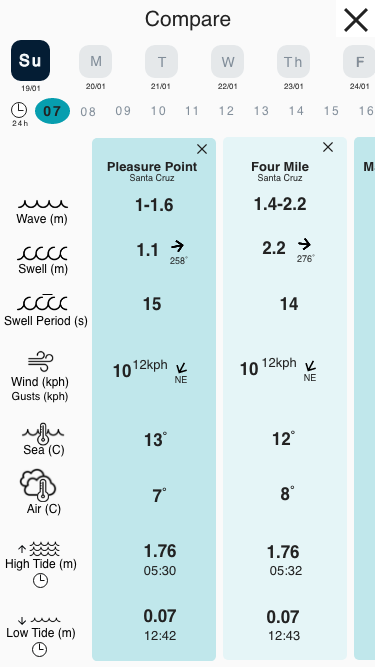 Compare
Su M T W Th F
19/01 20/01 21/01 22/01 23/01 24/01
24h 07 08 09 10 11 12 13 14 15 16
Pleasure Point Four Mile
Santa Cruz Santa Cruz
Wave (m) 1-1.6 1.4-2.2
Swell (m) 1.1 258° 2.2 276°
Swell Period (s) 15 14
Wind (kph) 10 12kph NE 10 12kph NE
Gusts (kph)
Sea (C) 13° 12°
Air (C) 7° 8°
High Tide (m) 1.76 1.76
05:30 05:32
Low Tide (m) 0.07 0.07
12:42 12:43